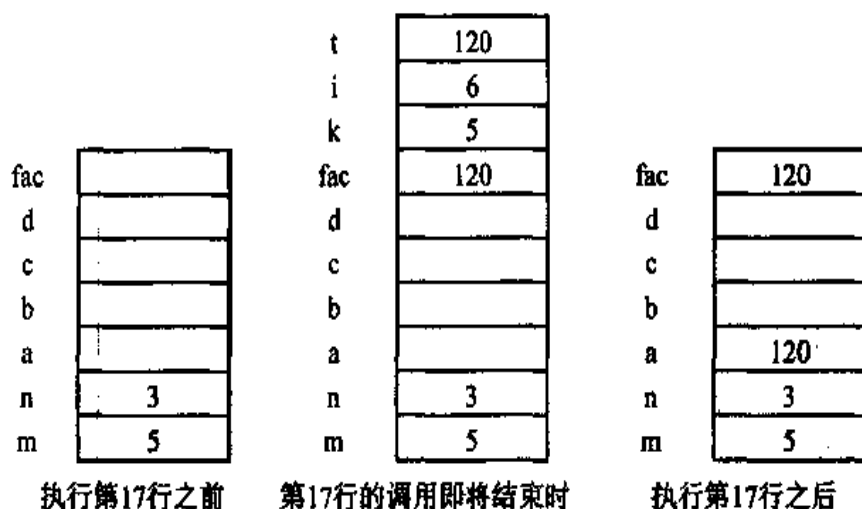 t 120
i 6
k 5
fac fac 120 fac 120
d d d
c c c
b b b
a a a 120
n 3 n 3 n 3
m 5 m 5 m 5
执行第17行之前 第17行的调用即将结束时 执行第17行之后